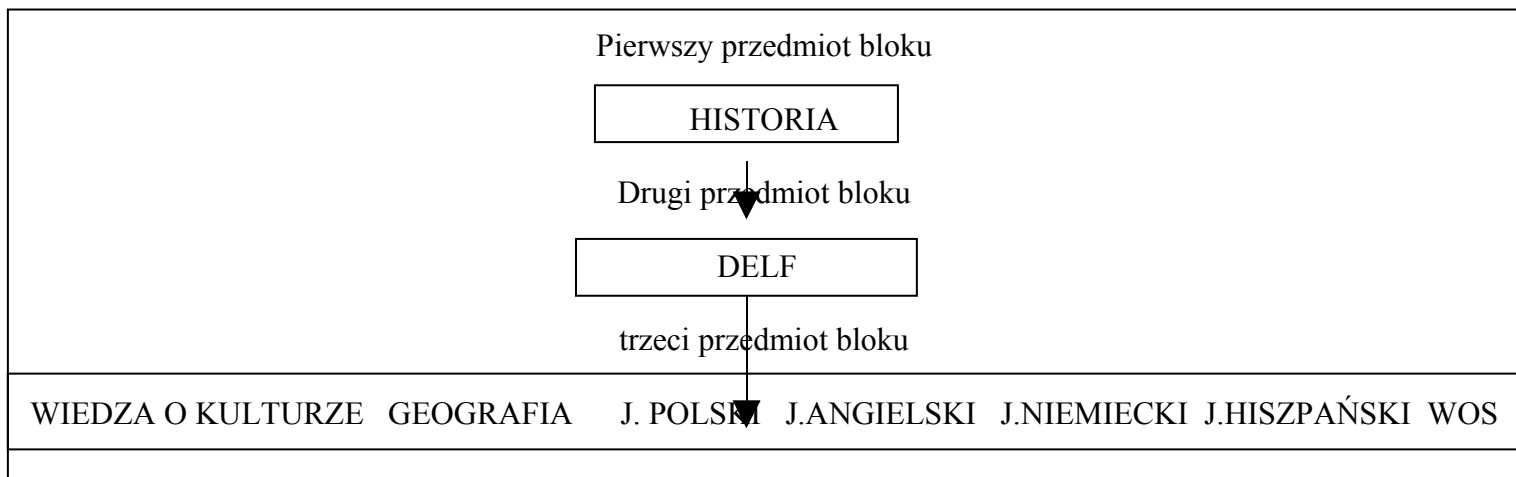 Pierwszy przedmiot bloku
HISTORIA
Drugi przedmiot bloku
DELF
trzeci przedmiot bloku
WIEDZA O KULTURZE GEOGRAFIA J. POLSKI J.ANGIELSKI J.NIEMIECKI J.HISZPAŃSKI WOS